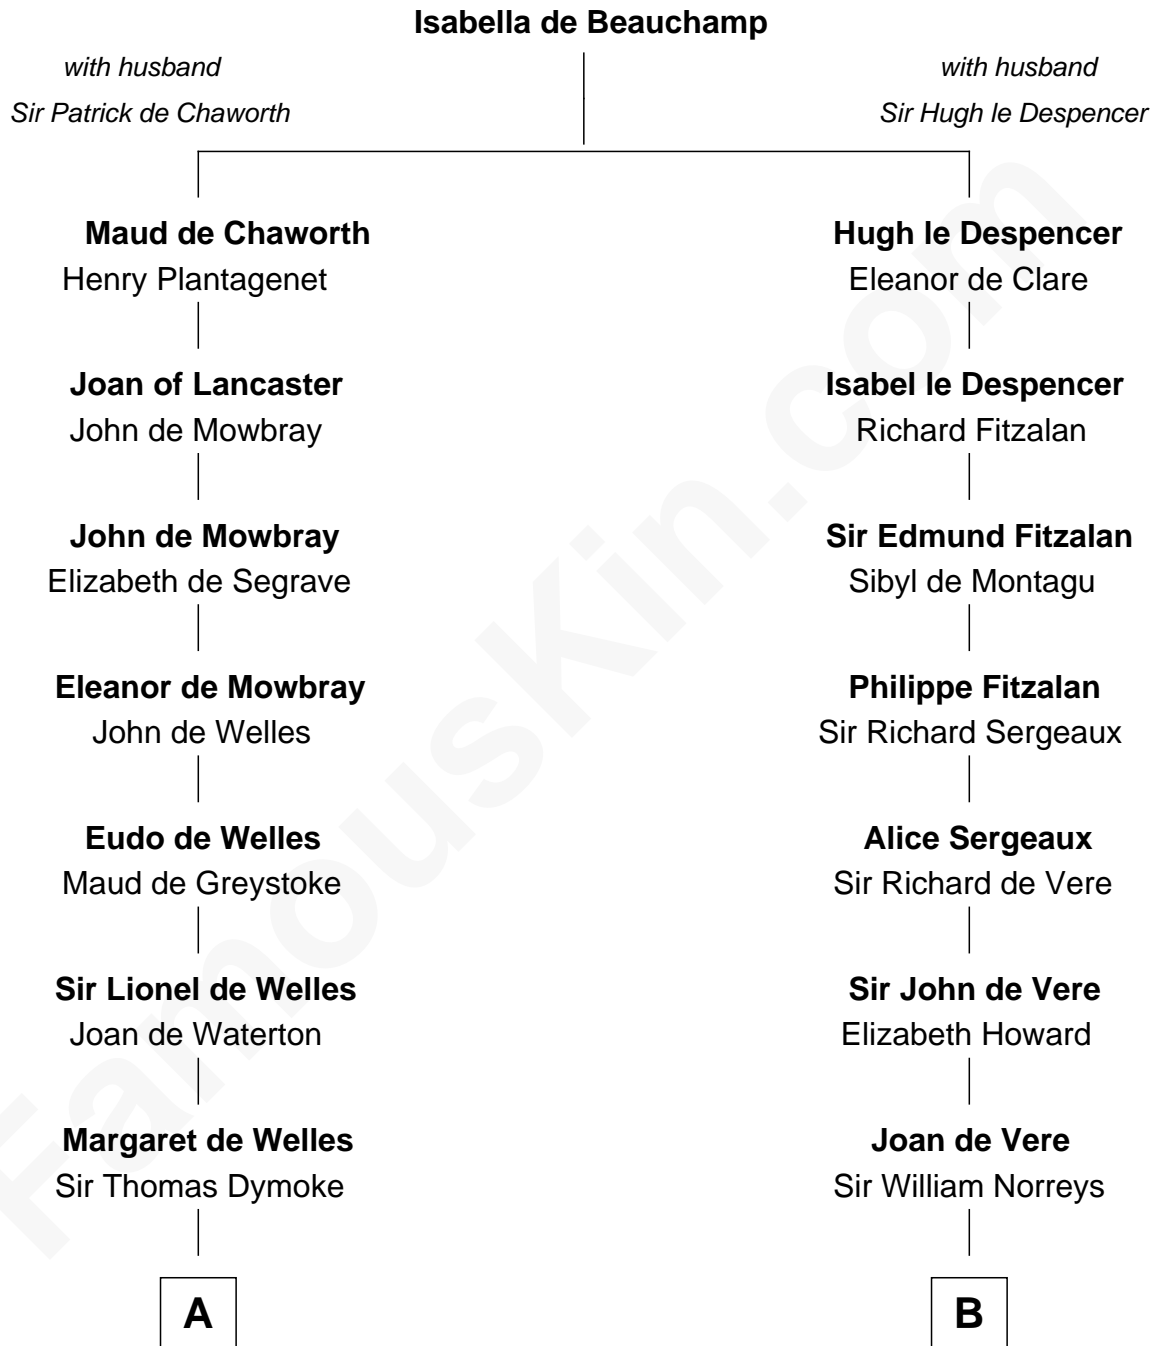 Isabella de Beauchamp
with husband
Sir Patrick de Chaworth
with husband
Sir Hugh le Despencer
Maud de Chaworth
Henry Plantagenet
Hugh le Despencer
Eleanor de Clare
Joan of Lancaster
John de Mowbray
Isabel le Despencer
Richard Fitzalan
John de Mowbray
Elizabeth de Segrave
Sir Edmund Fitzalan
Sibyl de Montagu
Eleanor de Mowbray
John de Welles
Philippe Fitzalan
Sir Richard Sergeaux
Eudo de Welles
Maud de Greystoke
Alice Sergeaux
Sir Richard de Vere
Sir Lionel de Welles
Joan de Waterton
Sir John de Vere
Elizabeth Howard
Margaret de Welles
Sir Thomas Dymoke
Joan de Vere
Sir William Norreys
A
B
FamousKin.com